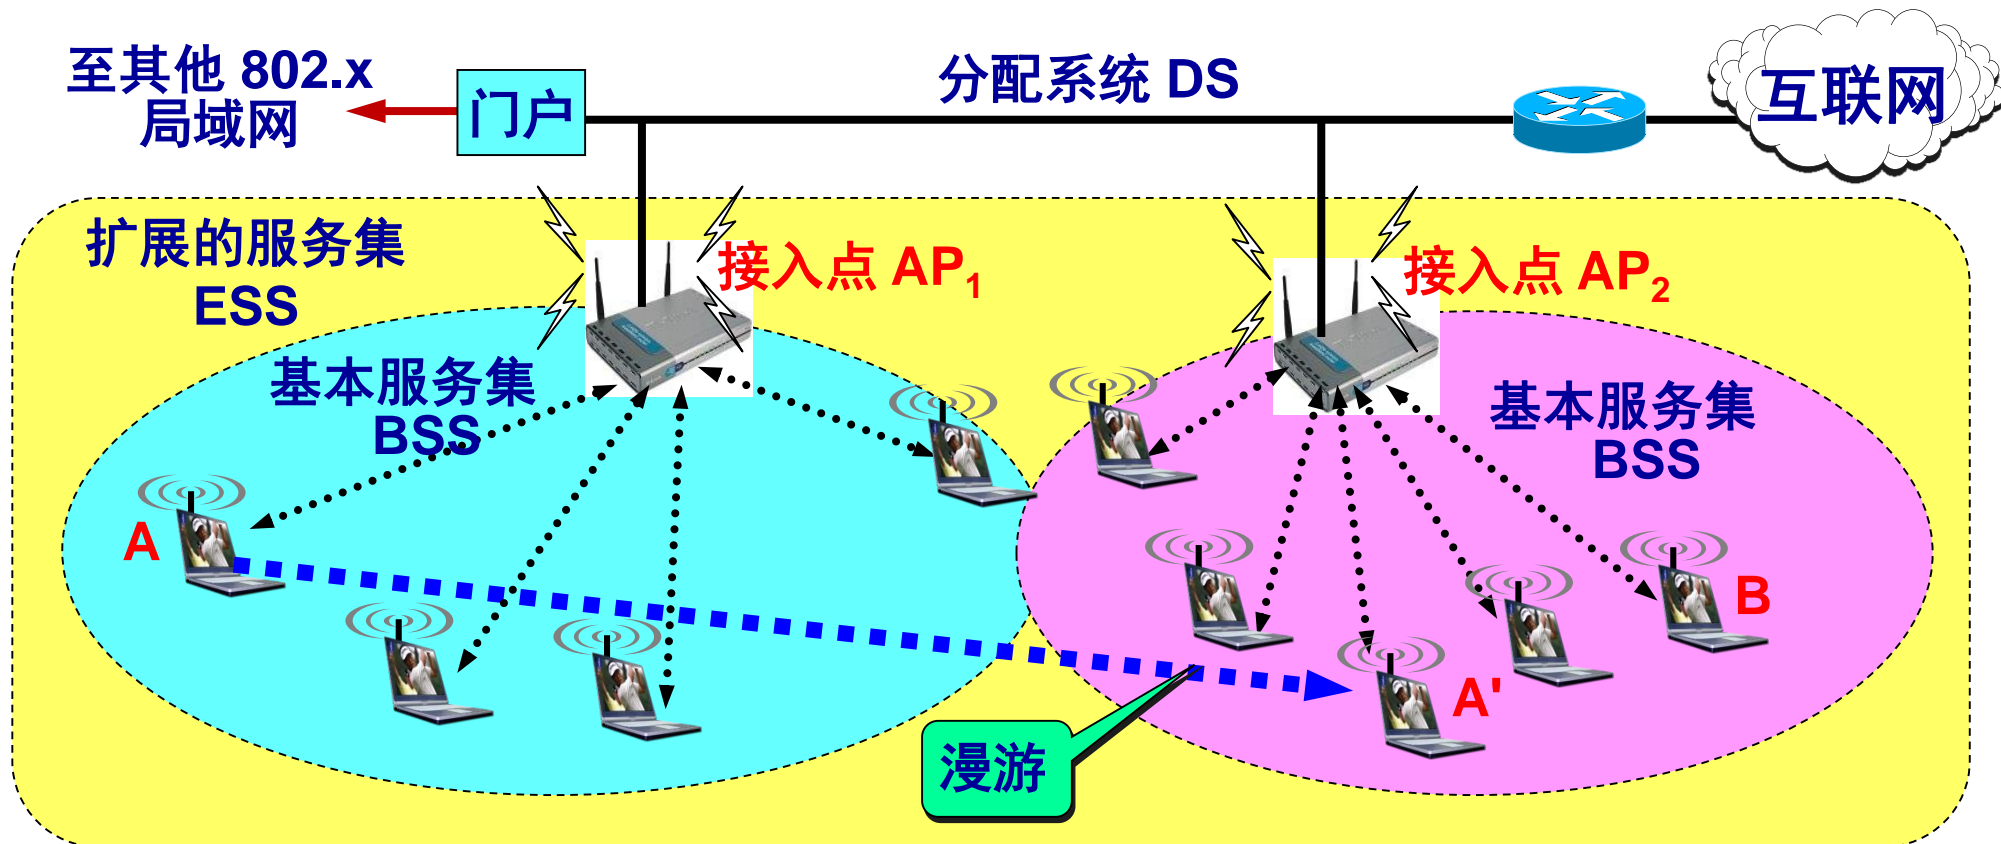 至其他 802.x
局域网
门户
分配系统 DS
互联网
扩展的服务集
ESS
接入点 AP₁
接入点 AP₂
基本服务集
BSS
基本服务集
BSS
A
B
A'
漫游